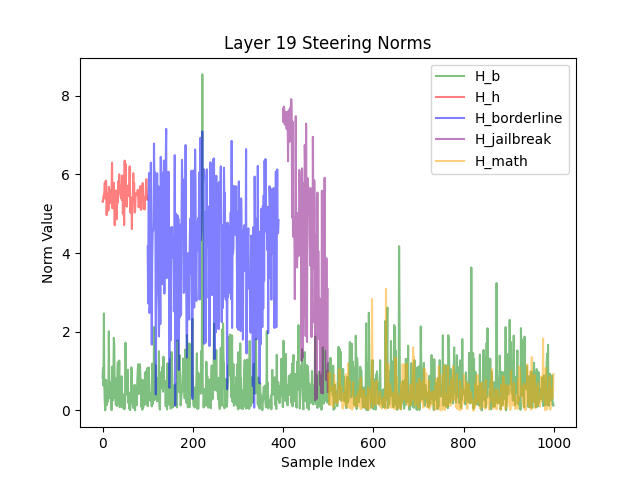 Layer 19 Steering Norms
H_b
H_h
H_borderline
H_jailbreak
H_math
Norm Value
8
6
4
2
0
0
200
400
600
800
1000
Sample Index